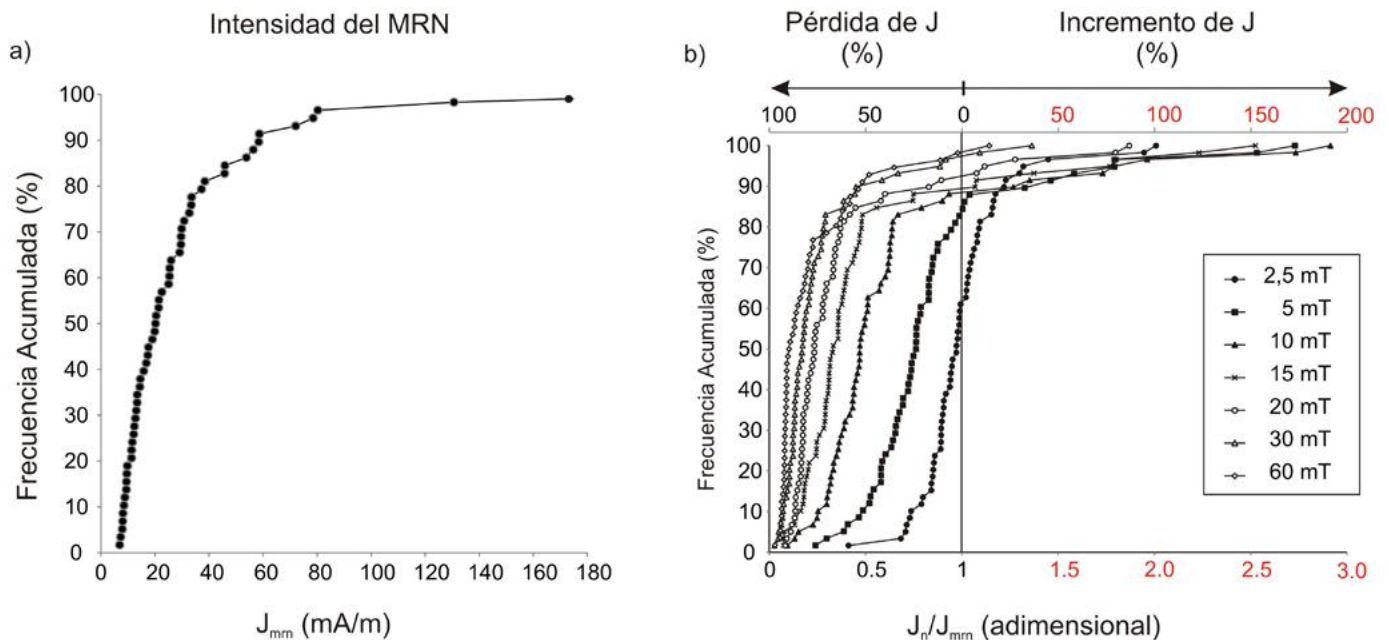 Intensidad del MRN
a)
Frecuencia Acumulada (%)
100
90
80
70
60
50
40
30
20
10
0
0 20 40 60 80 100 120 140 160 180
Jmrn (mA/m)
b)
Pérdida de J
(%)
Incremento de J
(%)
100 50 0 50 100 150 200
Frecuencia Acumulada (%)
100
90
80
70
60
50
40
30
20
10
0
2,5 mT
5 mT
10 mT
15 mT
20 mT
30 mT
60 mT
0 0.5 1 1.5 2.0 2.5 3.0
Jn/Jmrn (adimensional)